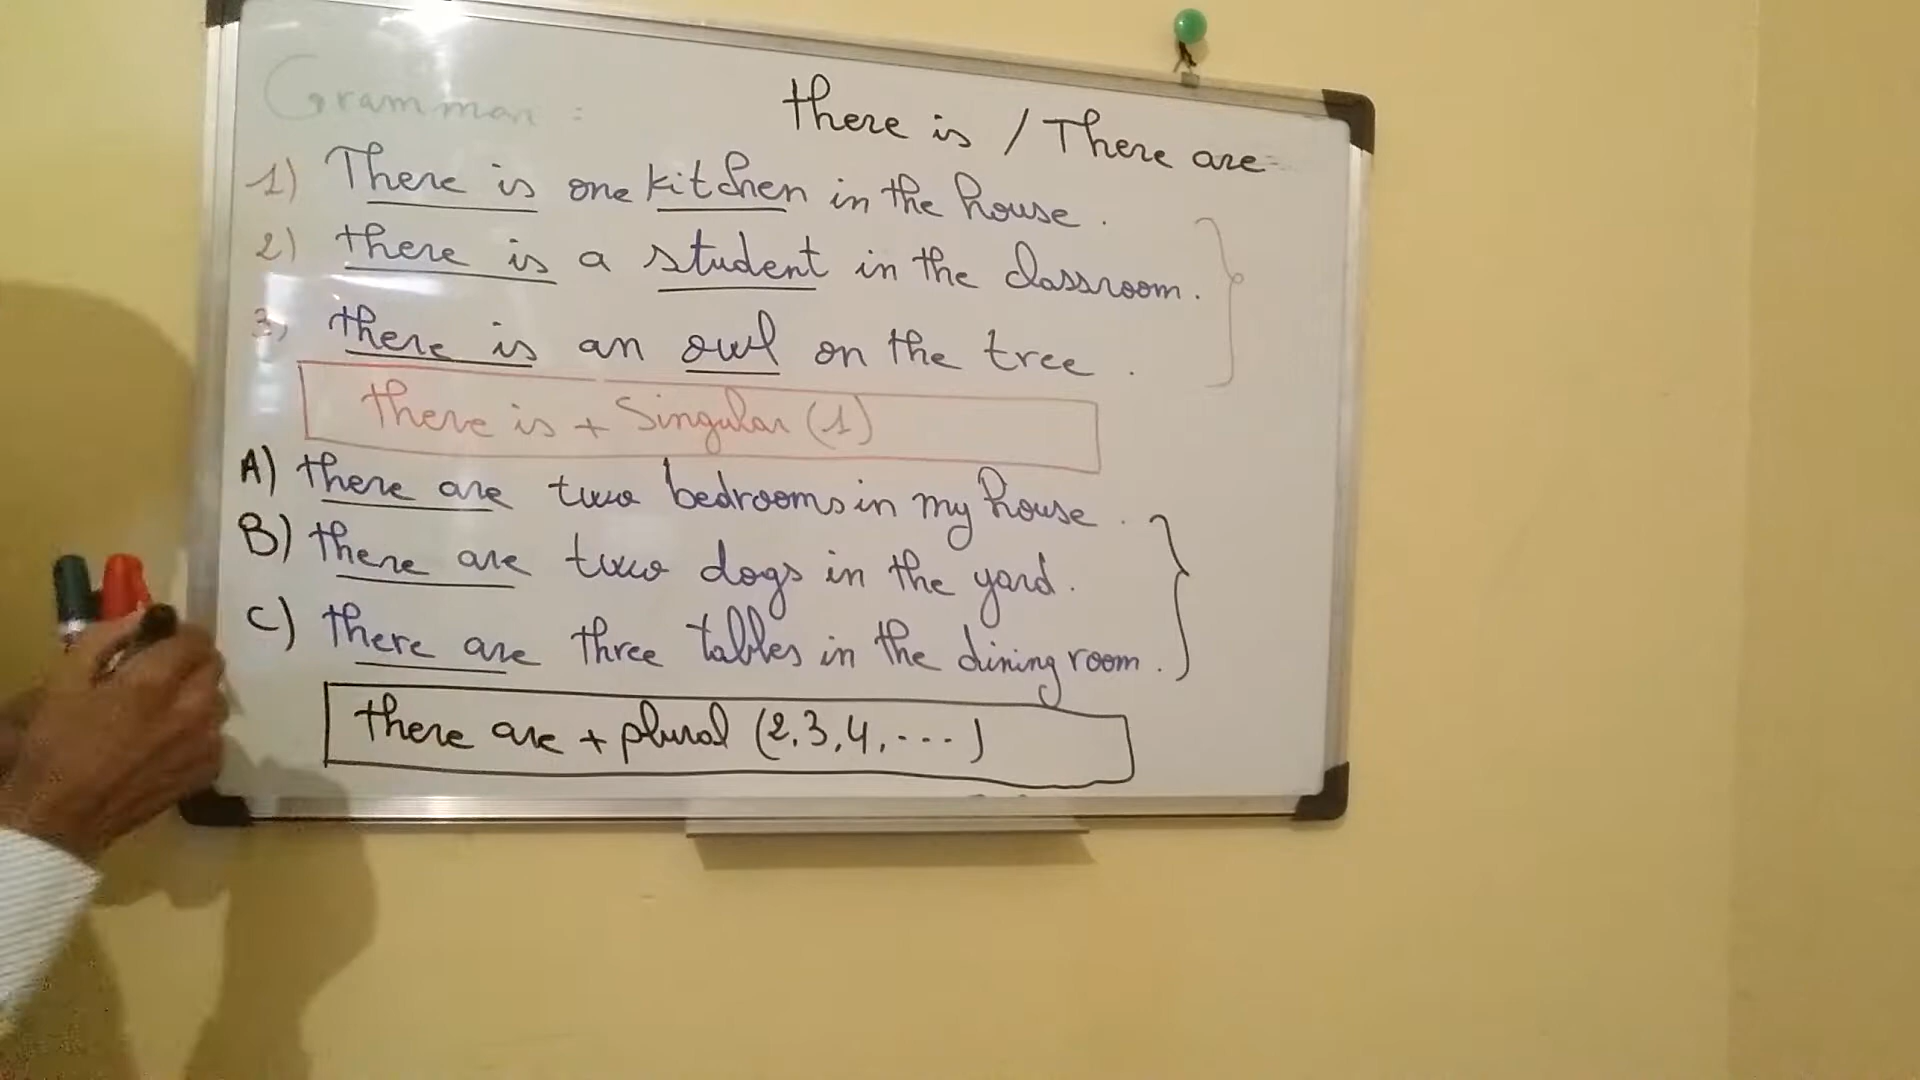 Grammar :
there is / There are
1) There is one kitchen in the house .
2) there is a student in the classroom .
3) there is an owl on the tree .
there is + Singular (1)
A) there are two bedrooms in my house .
B) there are two dogs in the yard .
C) there are three tables in the dining room .
there are + plural (2,3,4,...)